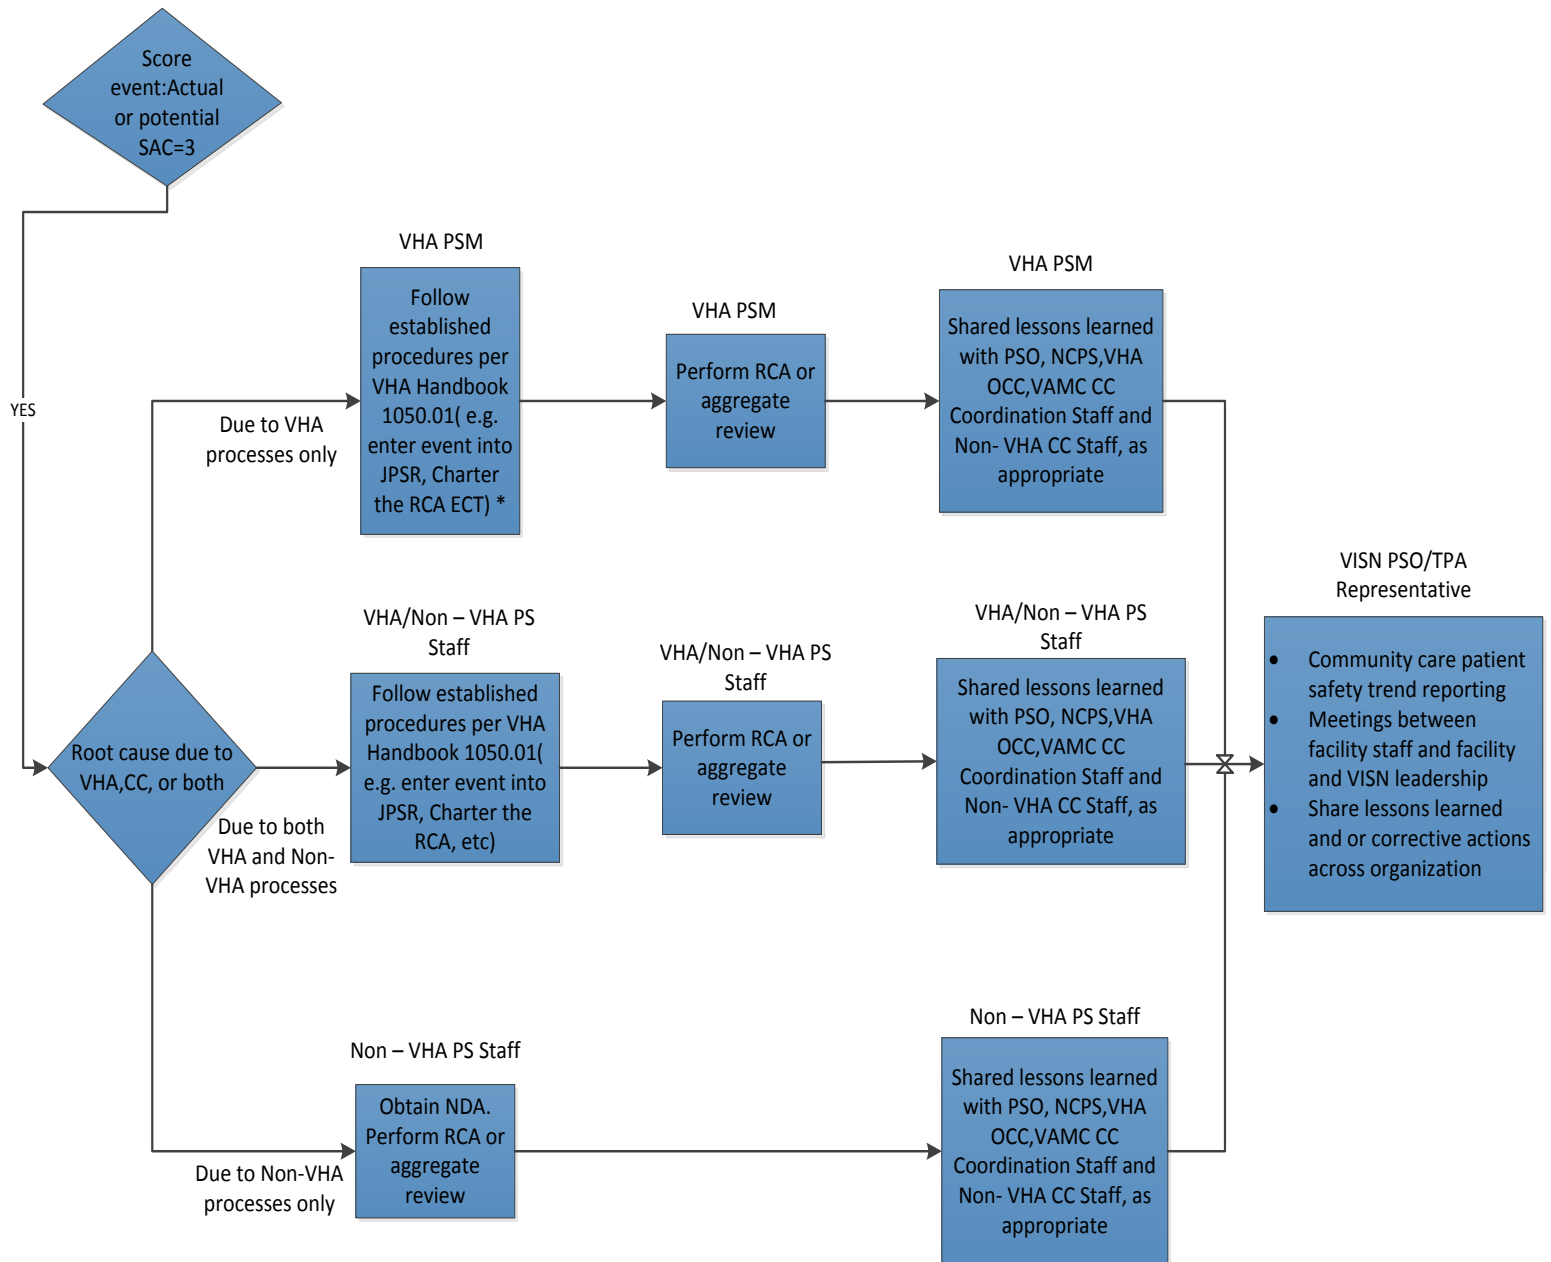 Score
event:Actual
or potential
SAC=3
YES
VHA PSM
Follow
established
procedures per
VHA Handbook
1050.01( e.g.
enter event into
JPSR, Charter
the RCA ECT) *
Due to VHA
processes only
VHA PSM
Perform RCA or
aggregate
review
VHA PSM
Shared lessons learned
with PSO, NCPS,VHA
OCC,VAMC CC
Coordination Staff and
Non- VHA CC Staff, as
appropriate
Root cause due to
VHA,CC, or both
Due to both
VHA and Non-
VHA processes
VHA/Non – VHA PS
Staff
Follow established
procedures per VHA
Handbook 1050.01(
e.g. enter event into
JPSR, Charter the
RCA, etc)
VHA/Non – VHA PS
Staff
Perform RCA or
aggregate
review
VHA/Non – VHA PS
Staff
Shared lessons learned
with PSO, NCPS,VHA
OCC,VAMC CC
Coordination Staff and
Non- VHA CC Staff, as
appropriate
VISN PSO/TPA
Representative
• Community care patient
safety trend reporting
• Meetings between
facility staff and facility
and VISN leadership
• Share lessons learned
and or corrective actions
across organization
Due to Non-VHA
processes only
Non – VHA PS Staff
Obtain NDA.
Perform RCA or
aggregate
review
Non – VHA PS Staff
Shared lessons learned
with PSO, NCPS,VHA
OCC,VAMC CC
Coordination Staff and
Non- VHA CC Staff, as
appropriate